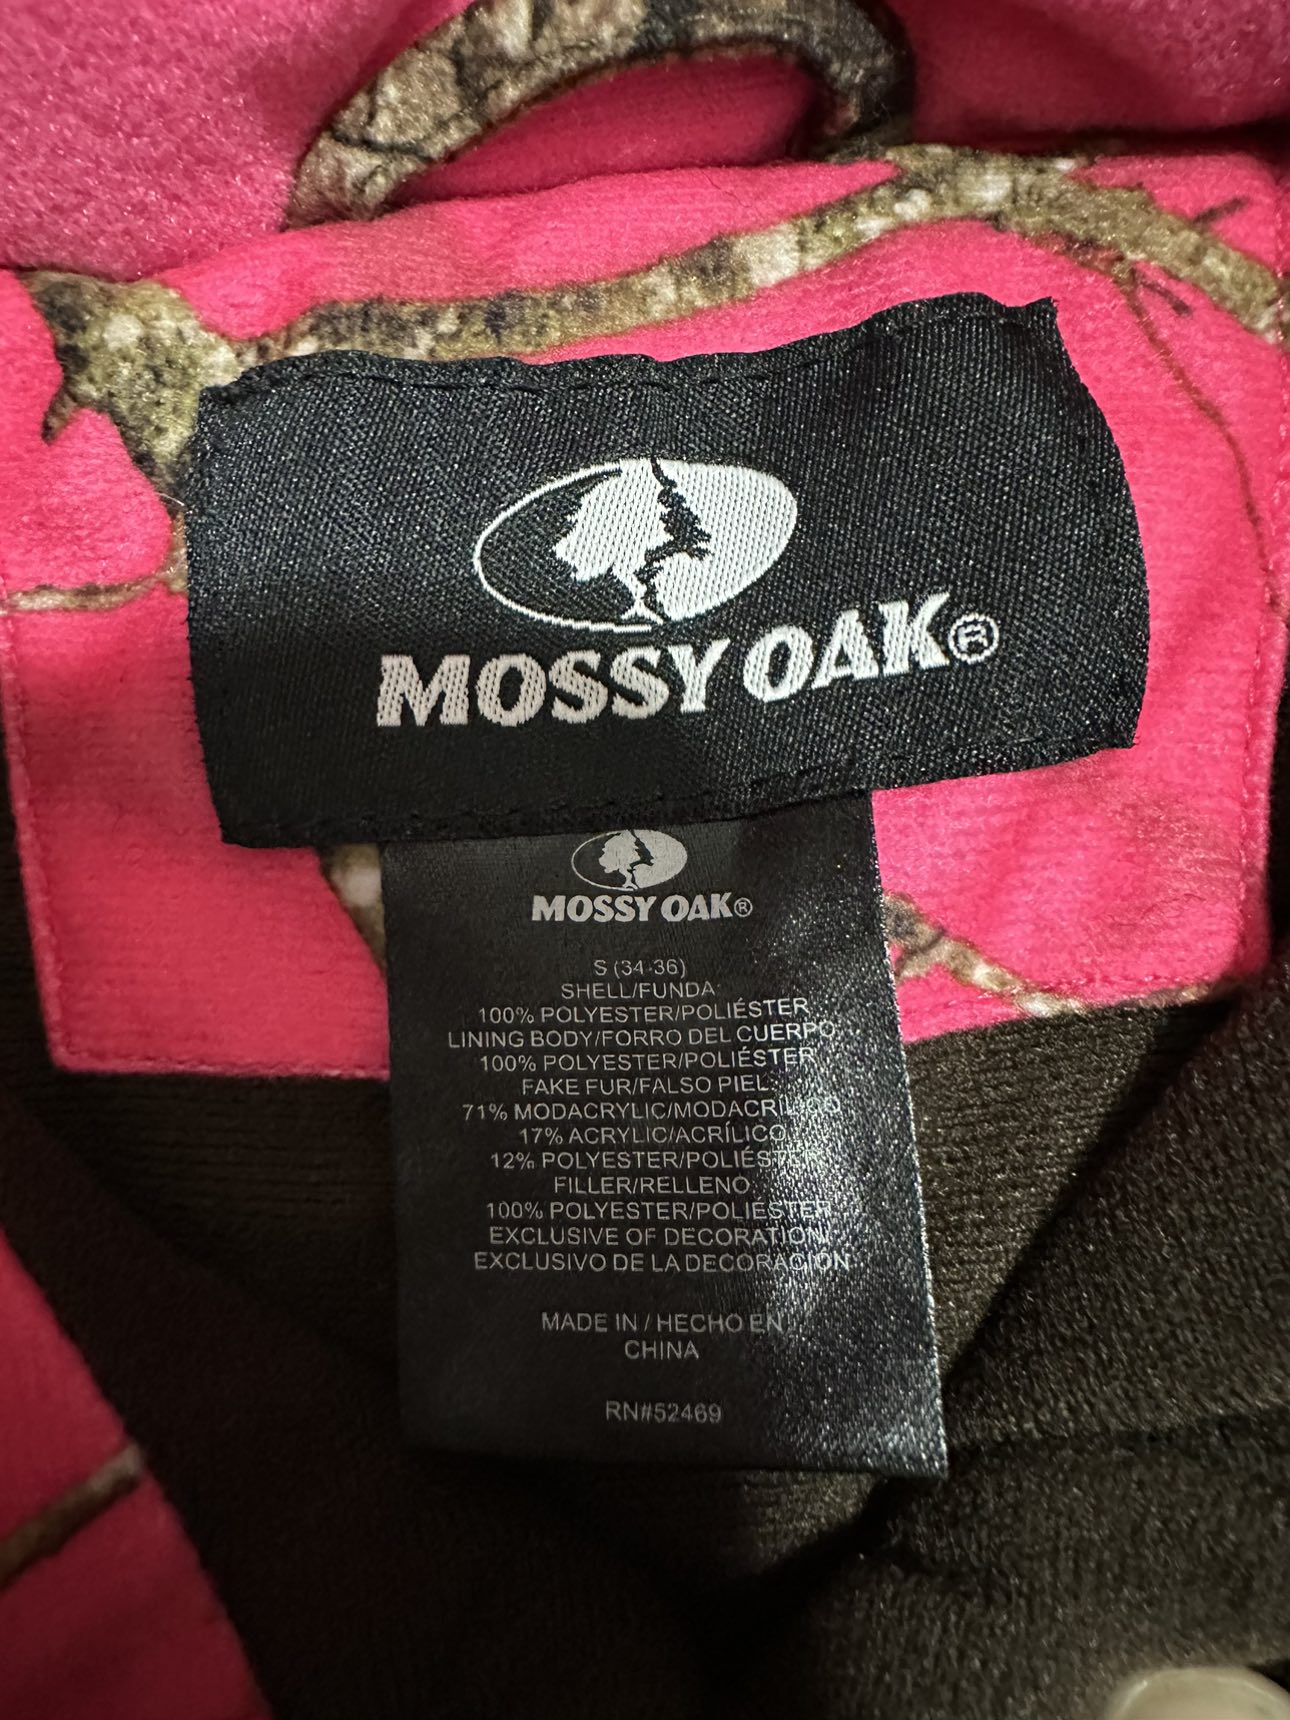 MOSSY OAK®
MOSSY OAK®
S (34-36)
SHELL/FUNDA
100% POLYESTER/POLIÉSTER
LINING BODY/FORRO DEL CUERPO
100% POLYESTER/POLIÉSTER
FAKE FUR/FALSO PIEL
71% MODACRYLIC/MODACRILICO
17% ACRYLIC/ACRÍLICO
12% POLYESTER/POLIÉSTER
FILLER/RELLENO
100% POLYESTER/POLIÉSTER
EXCLUSIVE OF DECORATION
EXCLUSIVO DE LA DECORACIÓN
MADE IN / HECHO EN
CHINA
RN#52469